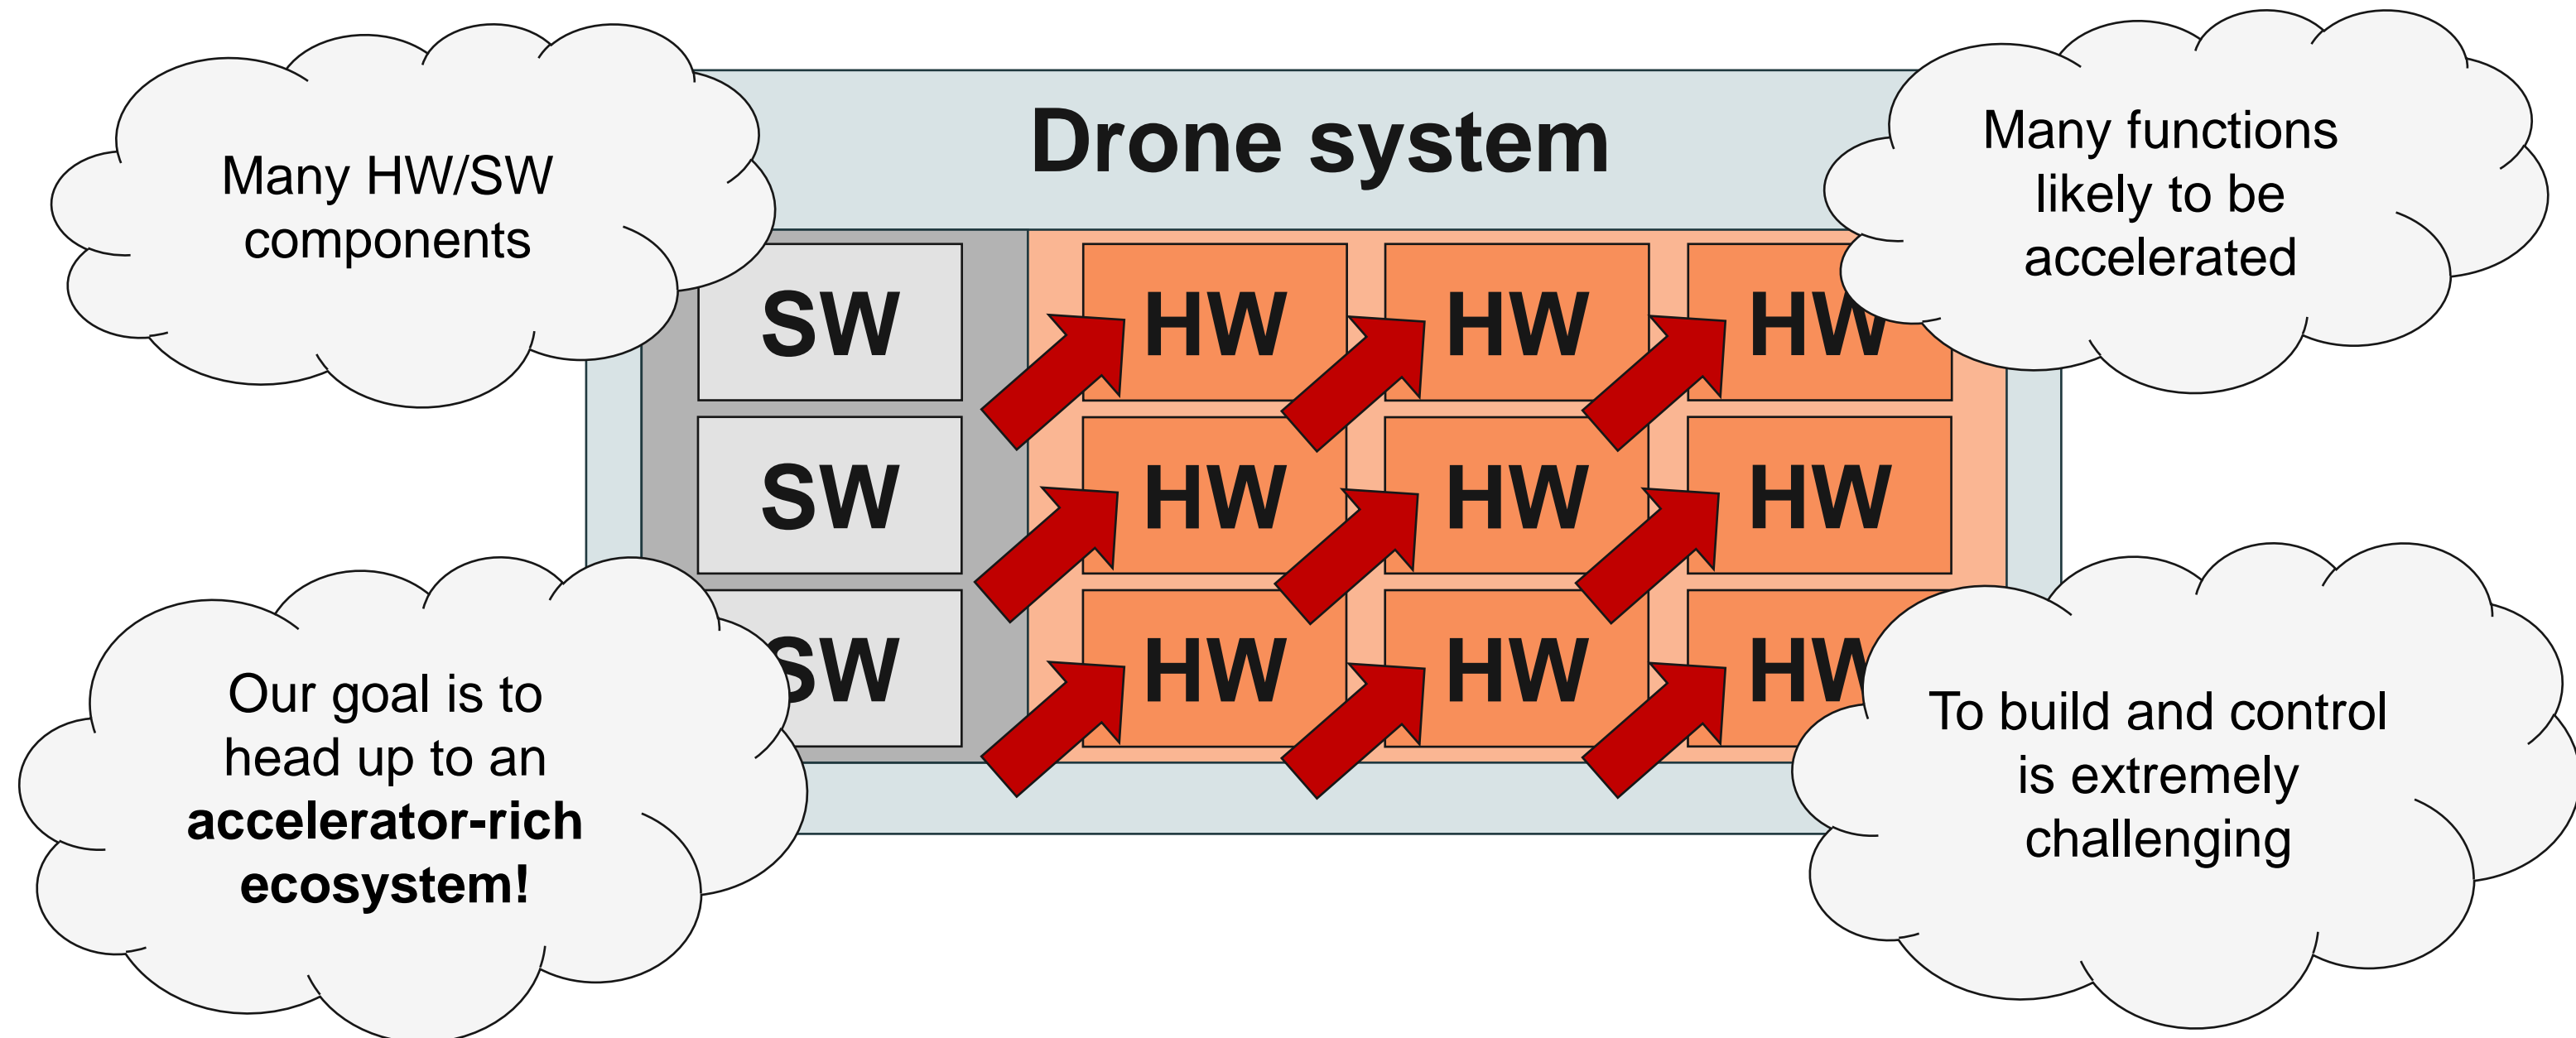 Drone system
Many HW/SW
components
Many functions
likely to be
accelerated
SW HW HW HW
SW HW HW HW
SW HW HW HW
Our goal is to
head up to an
accelerator-rich
ecosystem!
To build and control
is extremely
challenging